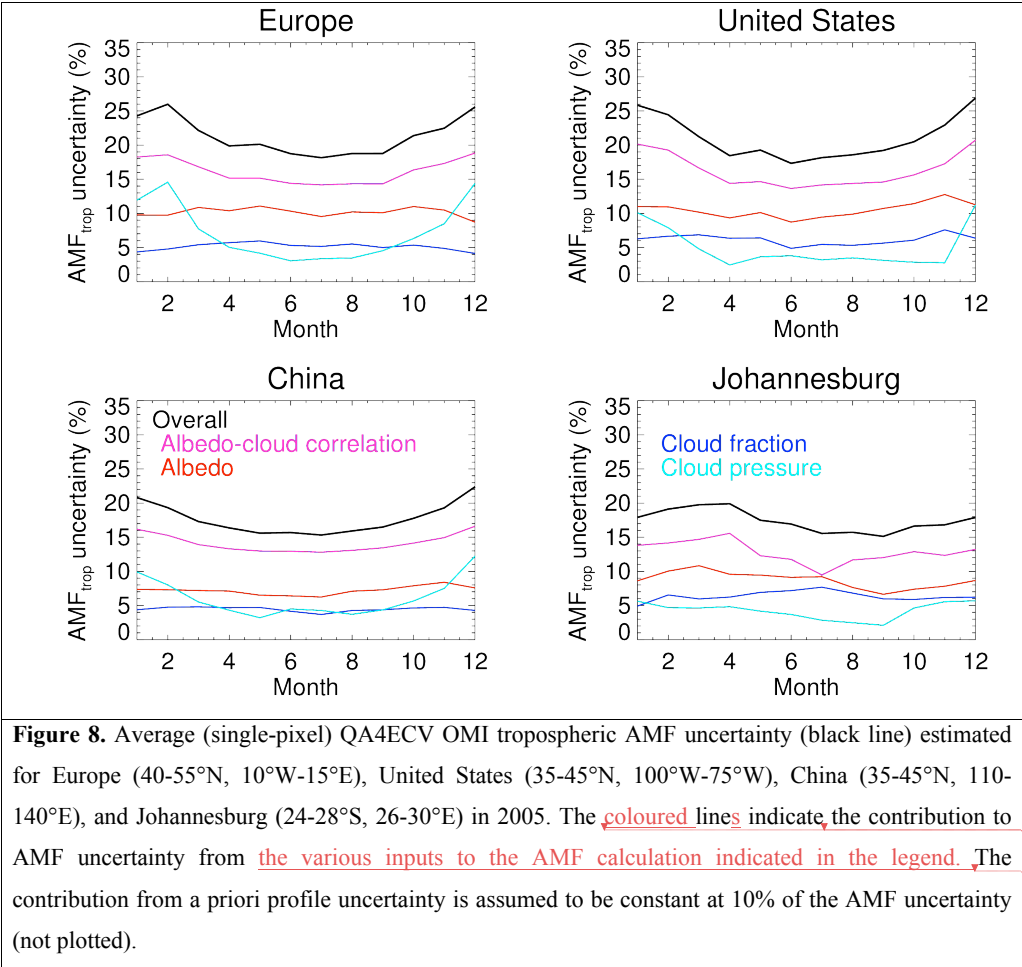 Europe
United States
AMFtrop uncertainty (%)
35
30
25
20
15
10
5
0
2 4 6 8 10 12
Month
AMFtrop uncertainty (%)
35
30
25
20
15
10
5
0
2 4 6 8 10 12
Month
China
Johannesburg
AMFtrop uncertainty (%)
35
30
25
20
15
10
5
0
Overall
Albedo-cloud correlation
Albedo
2 4 6 8 10 12
Month
AMFtrop uncertainty (%)
35
30
25
20
15
10
5
0
Cloud fraction
Cloud pressure
2 4 6 8 10 12
Month
Figure 8. Average (single-pixel) QA4ECV OMI tropospheric AMF uncertainty (black line) estimated
for Europe (40-55°N, 10°W-15°E), United States (35-45°N, 100°W-75°W), China (35-45°N, 110-
140°E), and Johannesburg (24-28°S, 26-30°E) in 2005. The coloured lines indicate the contribution to
AMF uncertainty from the various inputs to the AMF calculation indicated in the legend. The
contribution from a priori profile uncertainty is assumed to be constant at 10% of the AMF uncertainty
(not plotted).